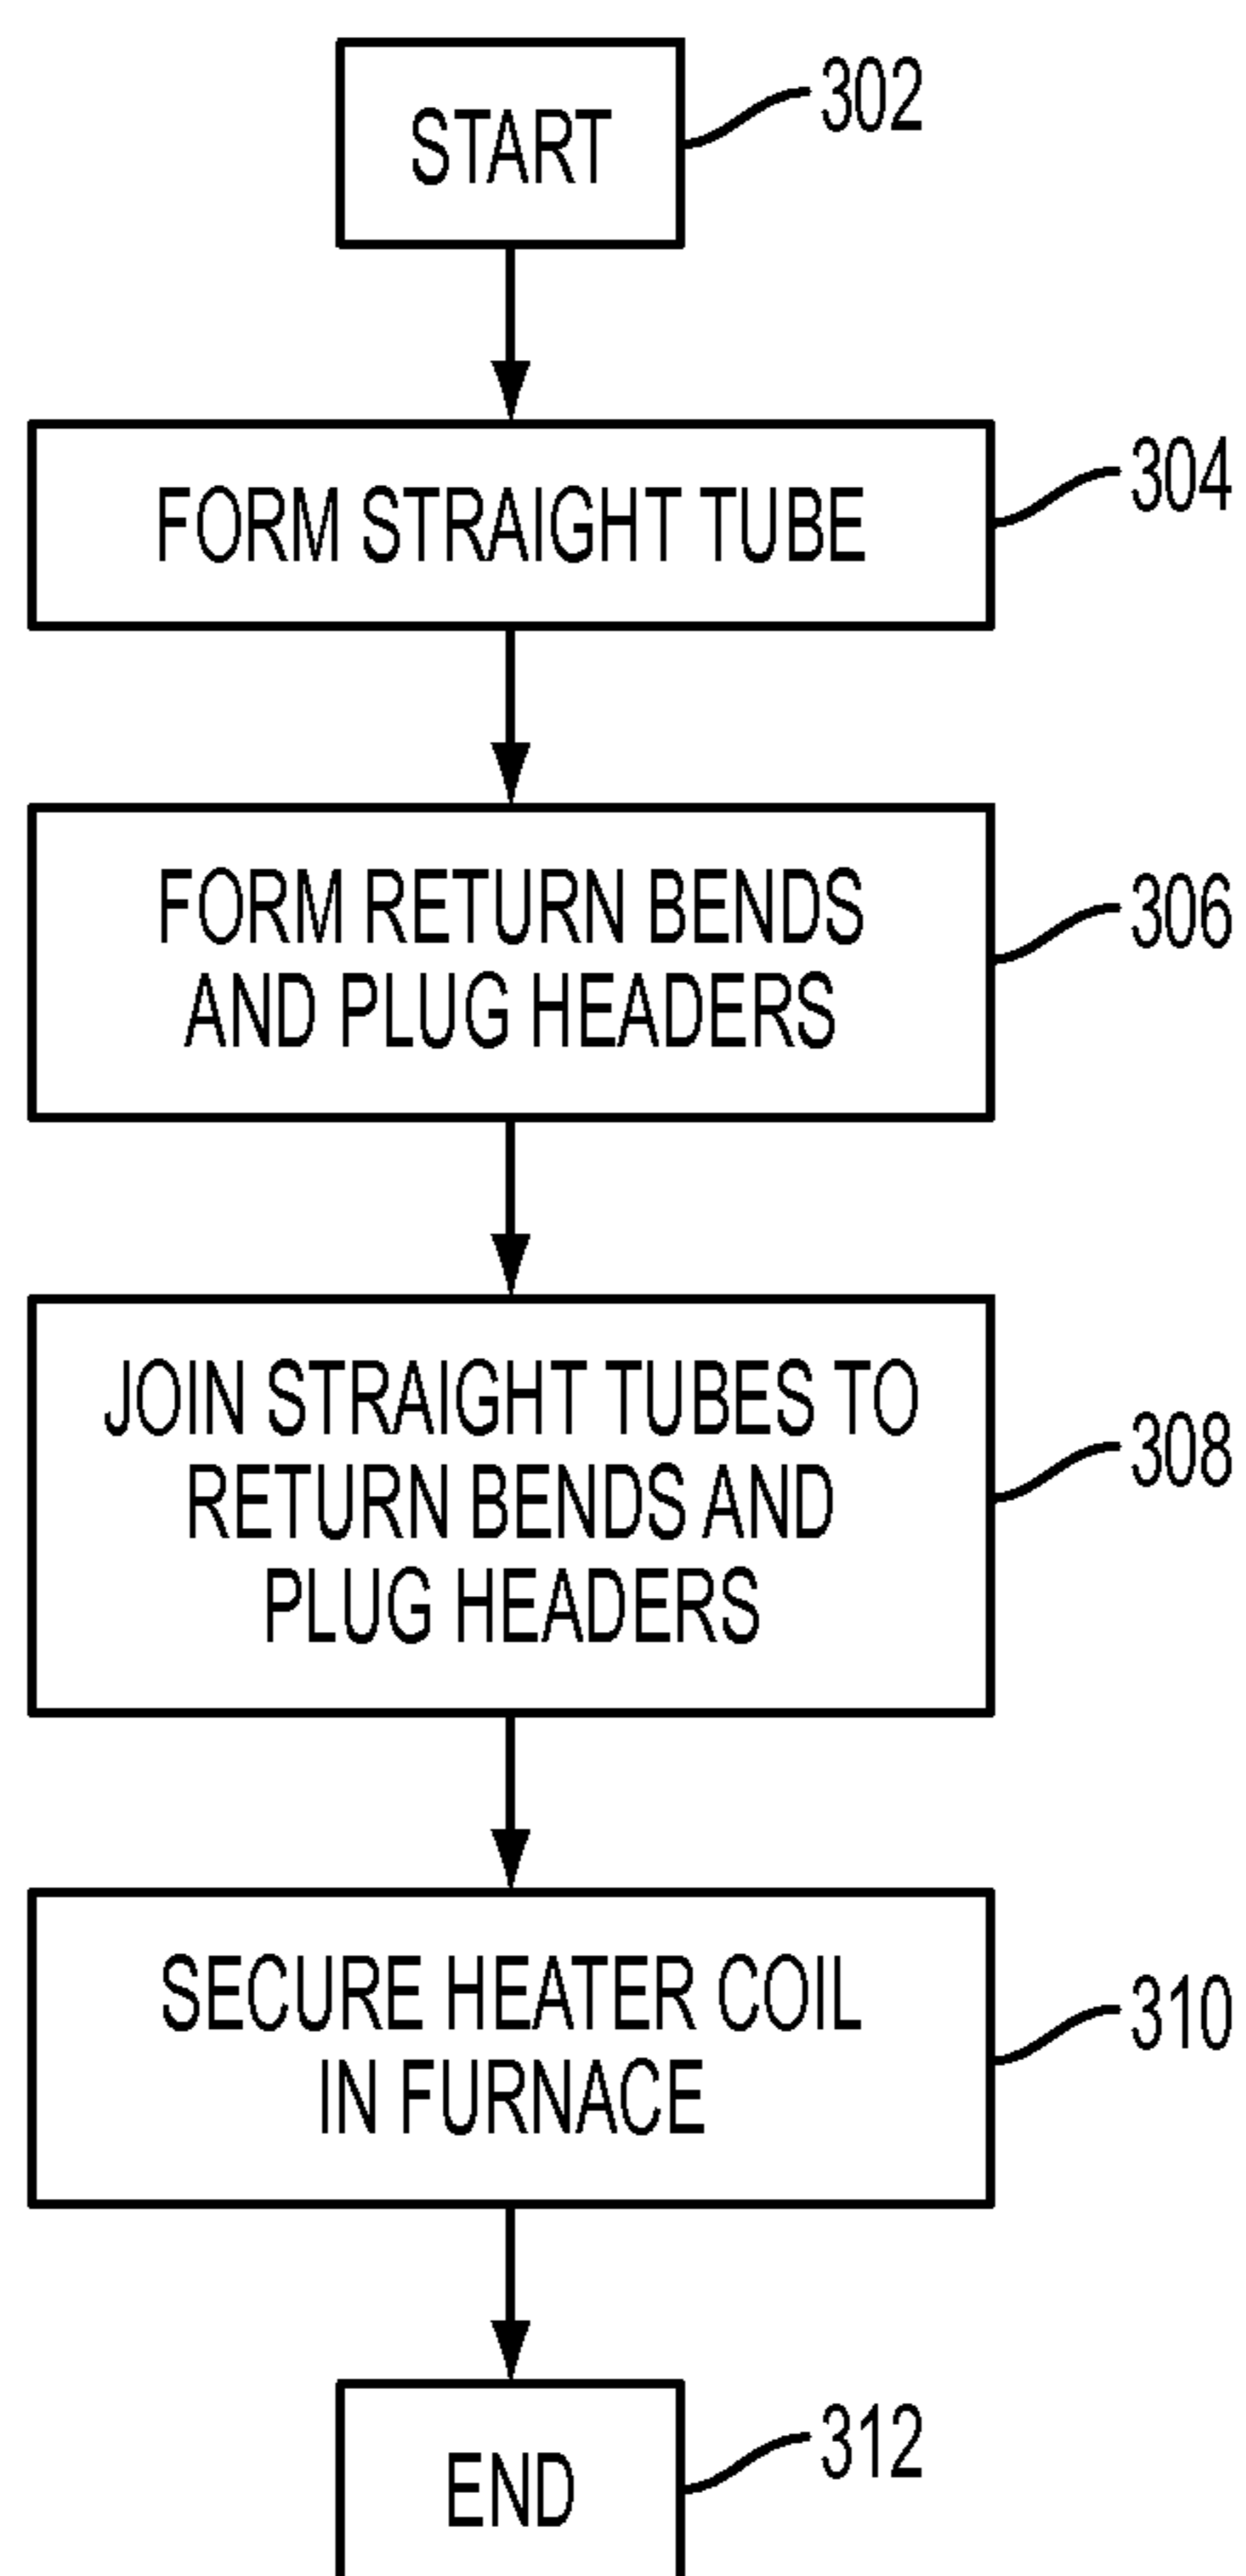 START
302
FORM STRAIGHT TUBE
304
FORM RETURN BENDS
AND PLUG HEADERS
306
JOIN STRAIGHT TUBES TO
RETURN BENDS AND
PLUG HEADERS
308
SECURE HEATER COIL
IN FURNACE
310
END
312